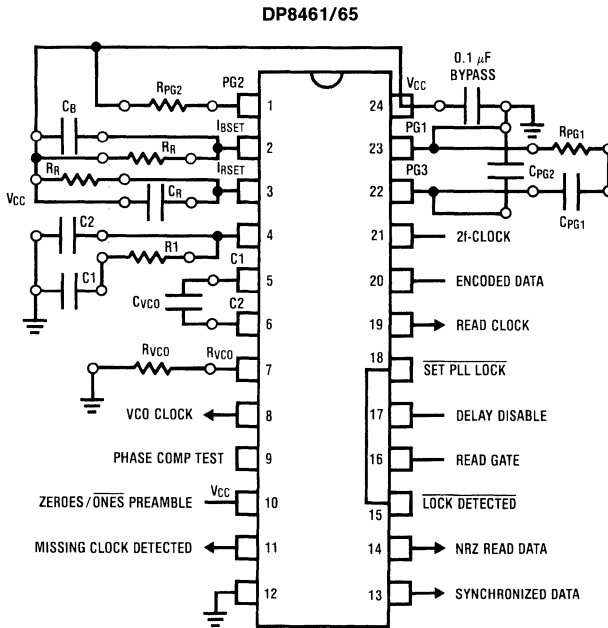 DP8461/65
PG2
RPG2
1
CB
IBSET
2
RR
IRSET
RR
3
VCC
CR
C2
4
R1
C1
C1
5
CVCO
C2
6
RVCO
RVCO
7
VCO CLOCK
8
PHASE COMP TEST
9
ZEROES/ONES PREAMBLE
VCC
10
MISSING CLOCK DETECTED
11
12
0.1 μF
BYPASS
VCC
24
PG1
23
RPG1
PG3
CPG2
22
CPG1
21
2f-CLOCK
20
ENCODED DATA
19
READ CLOCK
18
SET PLL LOCK
17
DELAY DISABLE
16
READ GATE
15
LOCK DETECTED
14
NRZ READ DATA
13
SYNCHRONIZED DATA